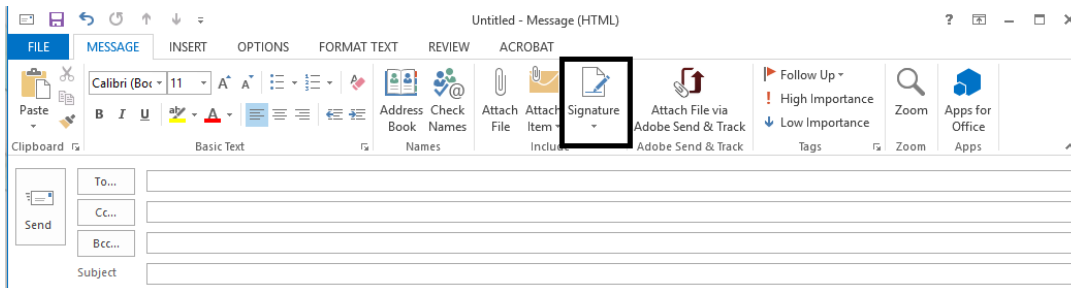 Untitled - Message (HTML)
?
FILE MESSAGE INSERT OPTIONS FORMAT TEXT REVIEW ACROBAT
Calibri (Boc 11 A A
Follow Up
Paste
B I U aby A
Address Check Attach Attach Signature Attach File via
! High Importance
Zoom Apps for
Book Names File Item Adobe Send & Track
Low Importance
Office
Clipboard Basic Text Names Include Adobe Send & Track Tags Zoom Apps
To...
Cc...
Send
Bcc...
Subject